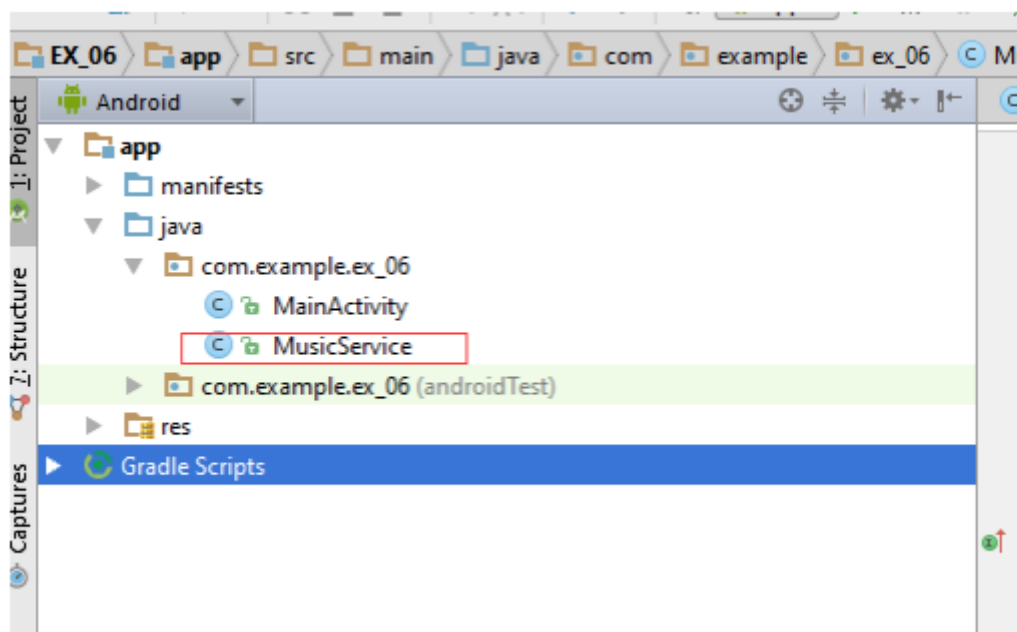 EX_06 app src main java com example ex_06 M
Android
app
manifests
java
com.example.ex_06
MainActivity
MusicService
com.example.ex_06 (androidTest)
res
Gradle Scripts
1: Project
7: Structure
Captures